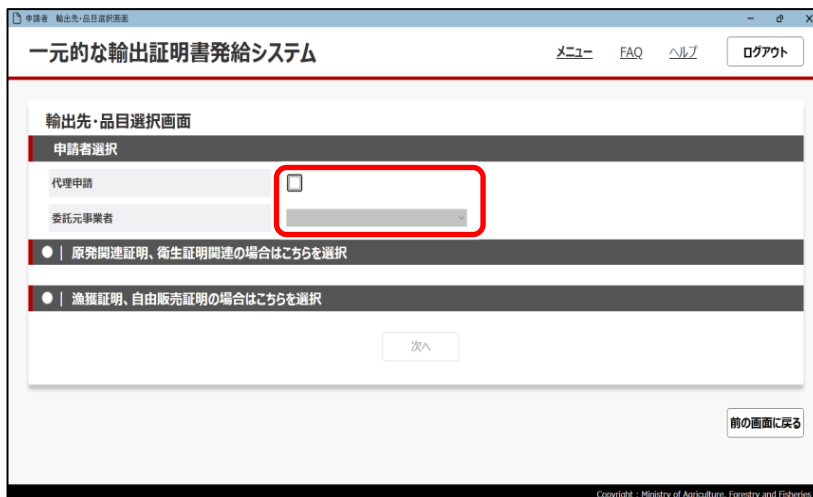 申請者 輸出先・品目選択画面
一元的な輸出証明書発給システム
メニュー FAQ ヘルプ ログアウト
輸出先・品目選択画面
申請者選択
代理申請
委託元事業者
| 原発関連証明、衛生証明関連の場合はこちらを選択
| 漁獲証明、自由販売証明の場合はこちらを選択
次へ
前の画面に戻る
Copyright : Ministry of Agriculture, Forestry and Fisheries